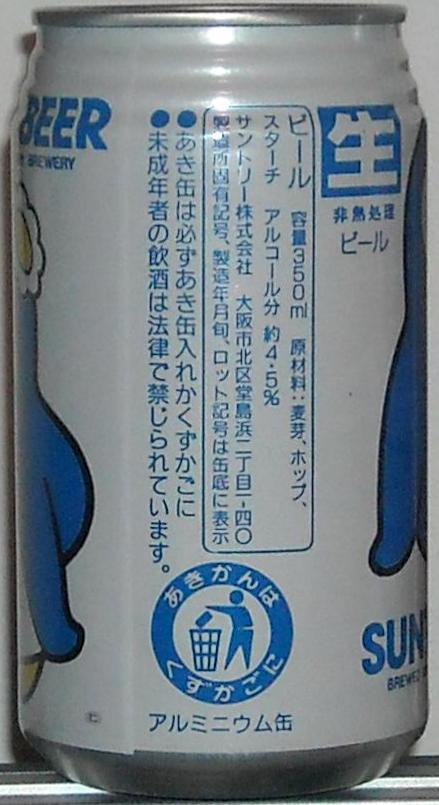 BEER
BREWERY
生
非熱処理
ビール
ビール 容量350ml 原材料:麦芽、ホップ、
スターチ アルコール分 約4・5%
サントリー株式会社 大阪市北区堂島浜二丁目一-四〇
製造所固有記号、製造年月旬、ロット記号は缶底に表示
●あき缶は必ずあき缶入れかくずかごに
●未成年者の飲酒は法律で禁じられています。
あきかんは
くずかごに
アルミニウム缶
SUN
BREWED